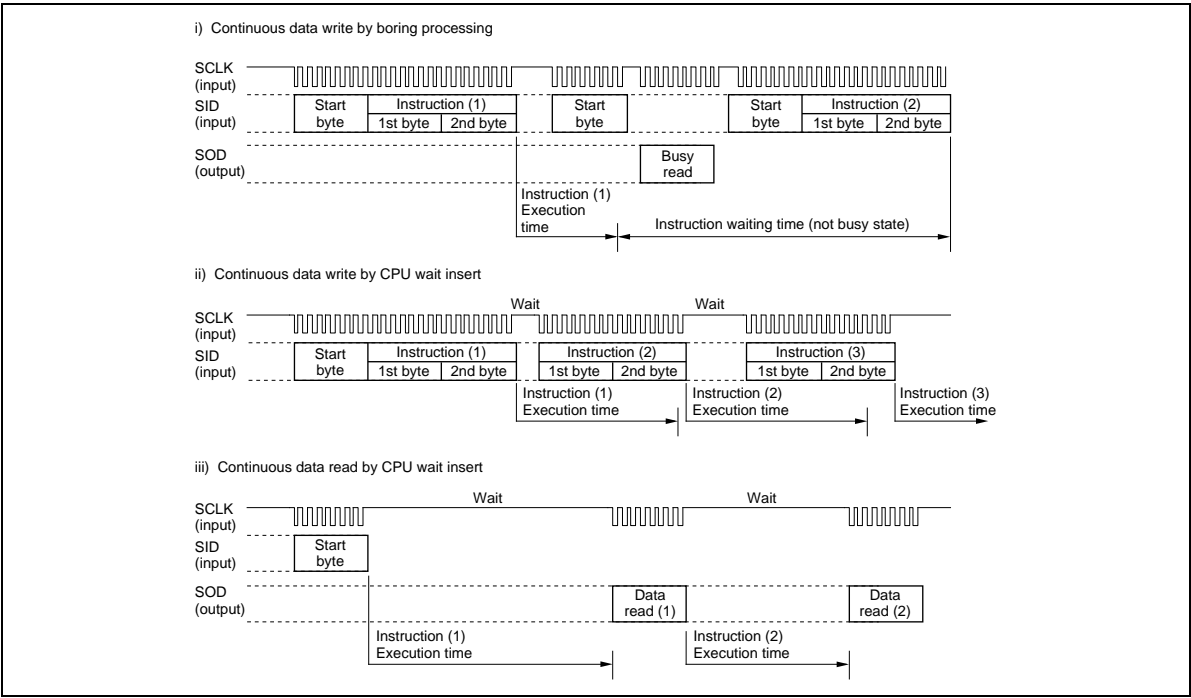 i) Continuous data write by boring processing
SCLK
(input)
SID
(input)
Start
byte
Instruction (1)
1st byte 2nd byte
Start
byte
Start
byte
Instruction (2)
1st byte 2nd byte
SOD
(output)
Busy
read
Instruction (1)
Execution
time
Instruction waiting time (not busy state)
ii) Continuous data write by CPU wait insert
Wait Wait
SCLK
(input)
SID
(input)
Start
byte
Instruction (1)
1st byte 2nd byte
Instruction (2)
1st byte 2nd byte
Instruction (3)
1st byte 2nd byte
Instruction (1)
Execution time
Instruction (2)
Execution time
Instruction (3)
Execution time
iii) Continuous data read by CPU wait insert
Wait Wait
SCLK
(input)
SID
(input)
Start
byte
SOD
(output)
Data
read (1)
Data
read (2)
Instruction (1)
Execution time
Instruction (2)
Execution time